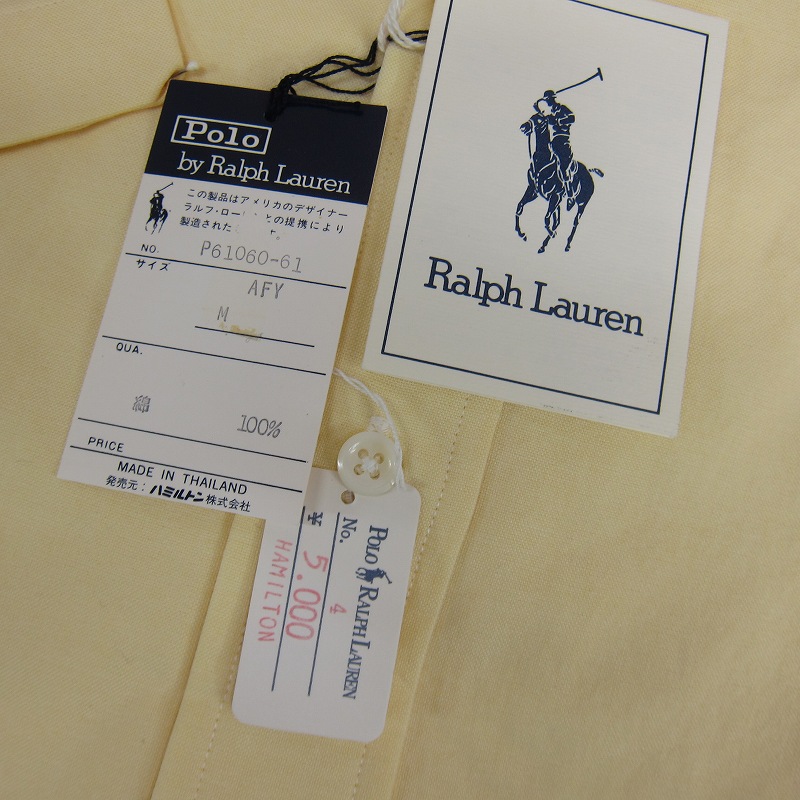 Polo
by Ralph Lauren
この製品はアメリカのデザイナー
ラルフ・ローレンとの提携により
製造された
NO. P61060-61
サイズ
AFY
M
QUA.
綿 100%
PRICE
MADE IN THAILAND
発売元：ハミルトン株式会社
Ralph Lauren
POLO RALPH LAUREN
No. 4
¥ 5.000
HAMILTON